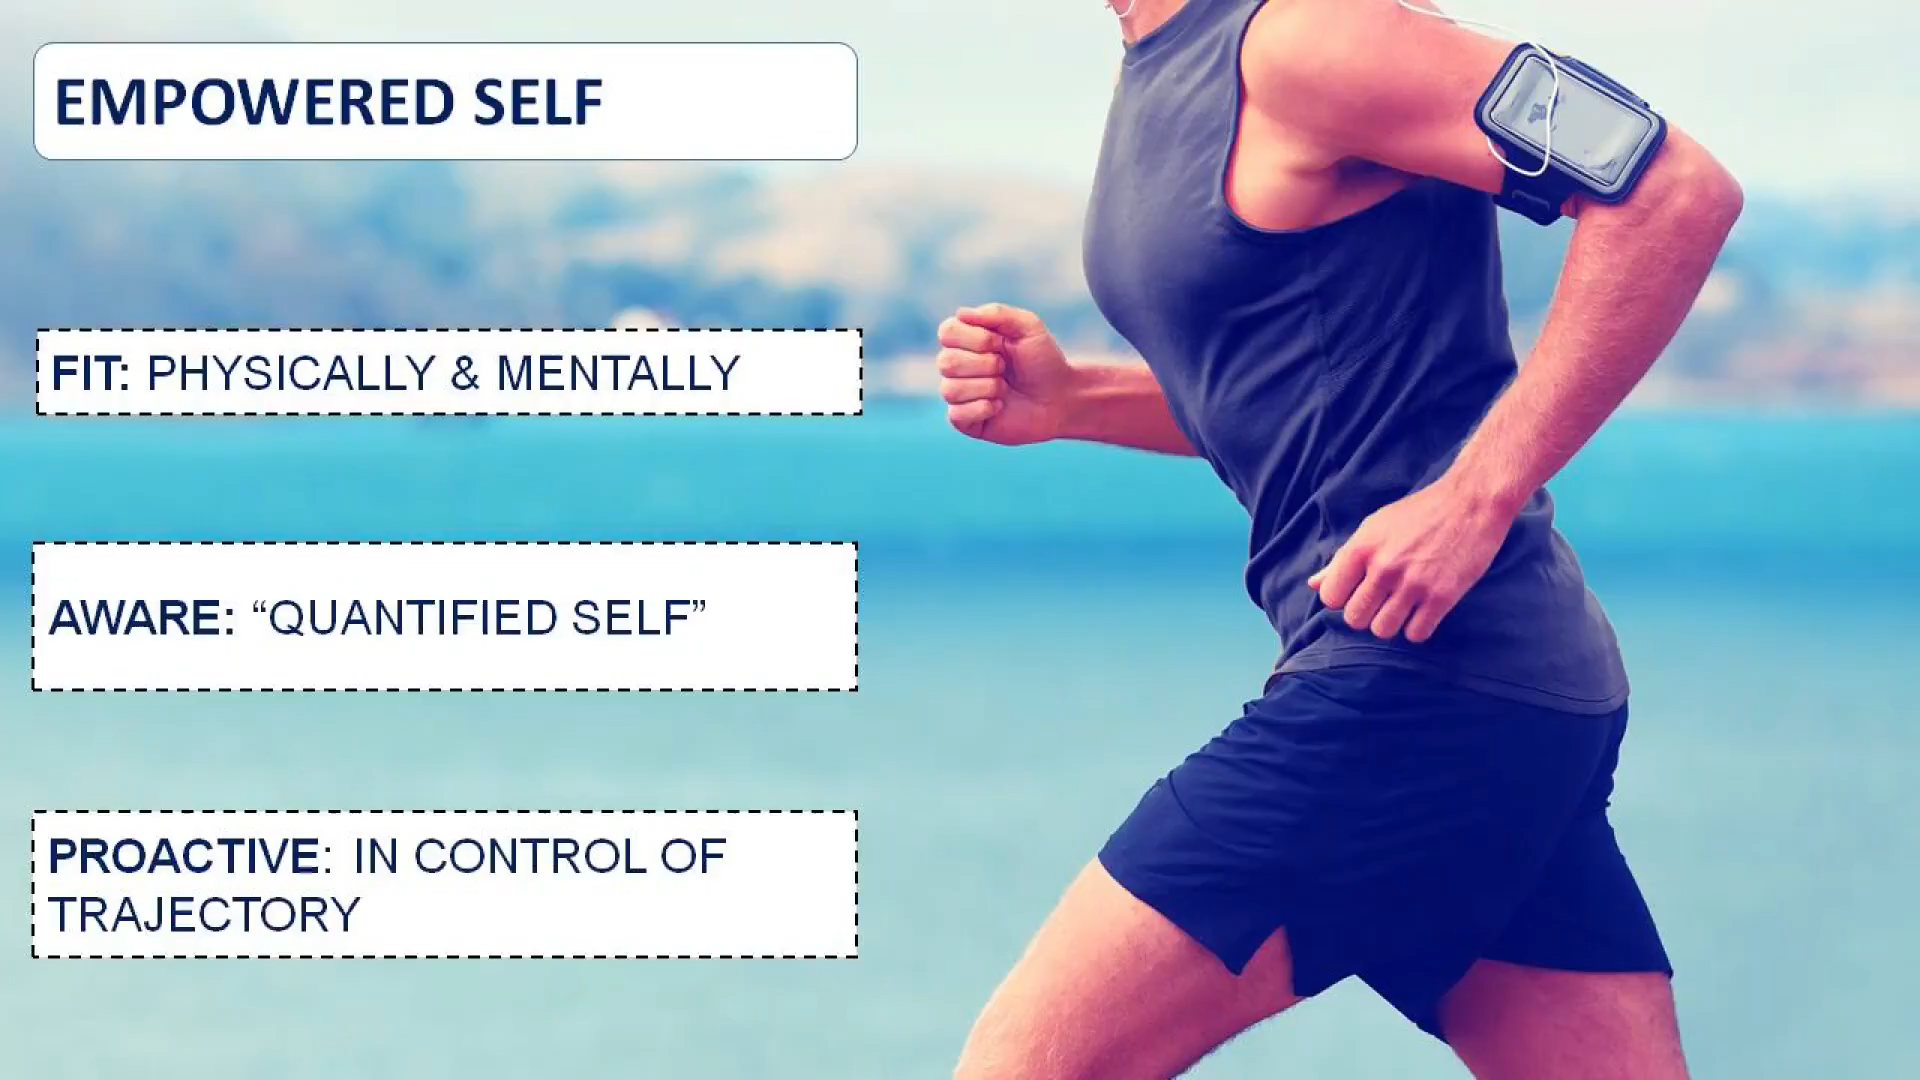 EMPOWERED SELF
FIT: PHYSICALLY & MENTALLY
AWARE: “QUANTIFIED SELF”
PROACTIVE: IN CONTROL OF
TRAJECTORY